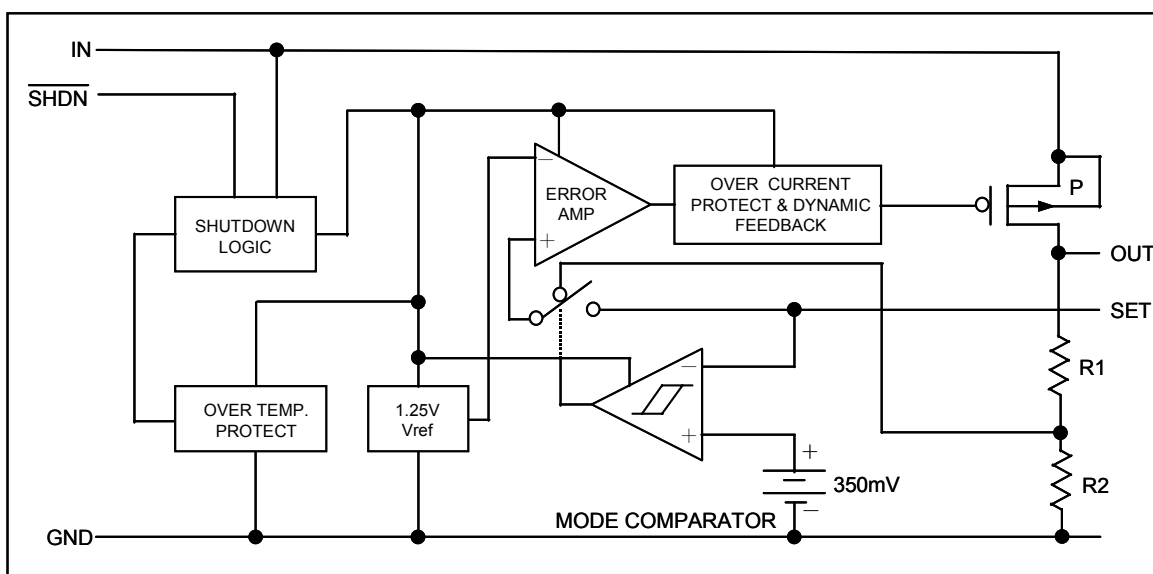 IN
SHDN
SHUTDOWN
LOGIC
−
ERROR
AMP
+
OVER CURRENT
PROTECT & DYNAMIC
FEEDBACK
P
OUT
SET
R1
OVER TEMP.
PROTECT
1.25V
Vref
−
+
+
350mV
−
R2
MODE COMPARATOR
GND